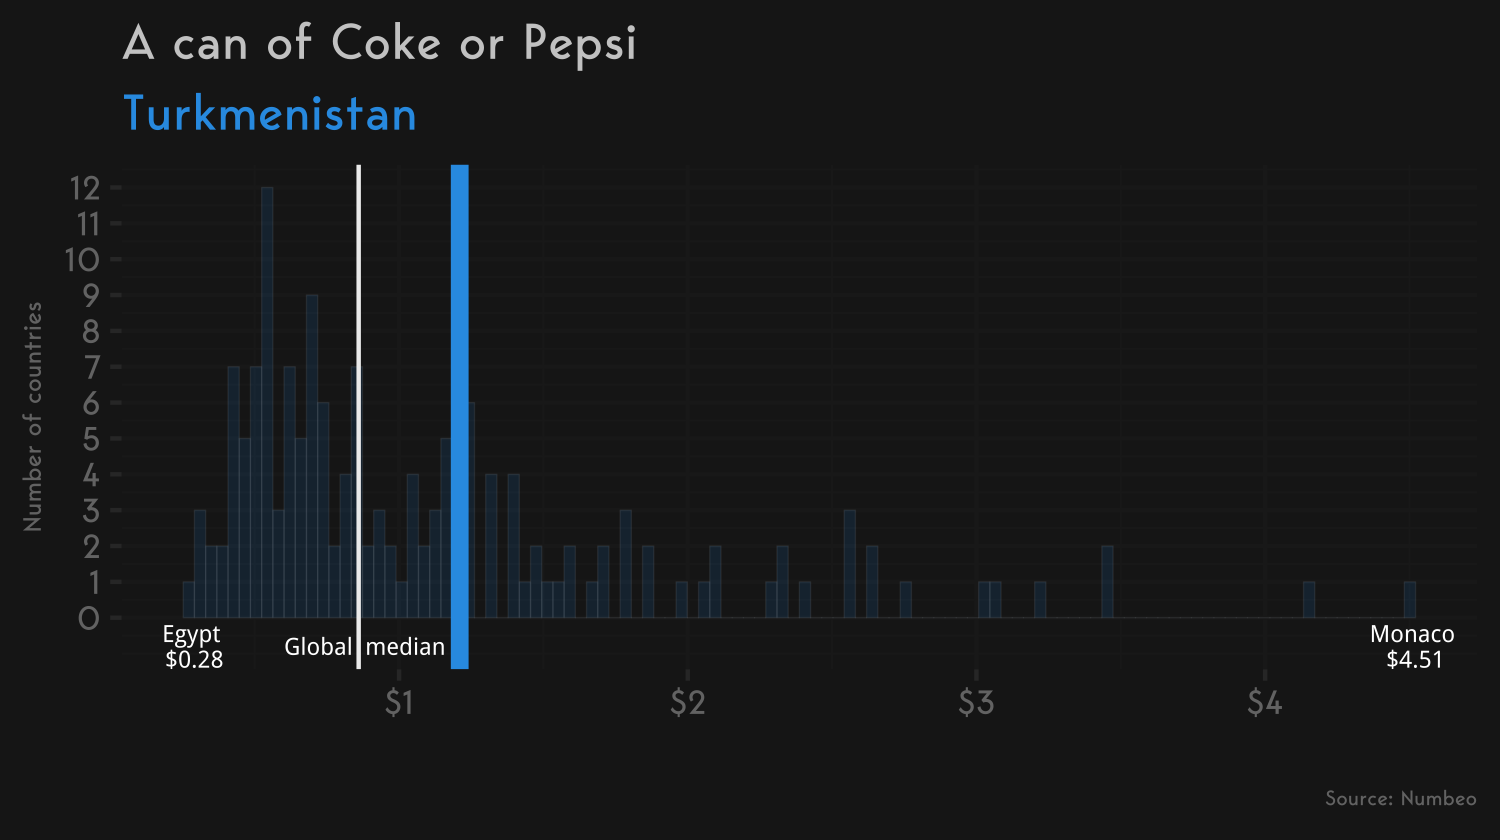 A can of Coke or Pepsi
Turkmenistan
Number of countries
12
11
10
9
8
7
6
5
4
3
2
1
0
Egypt
$0.28
Global median
Monaco
$4.51
$1 $2 $3 $4
Source: Numbeo